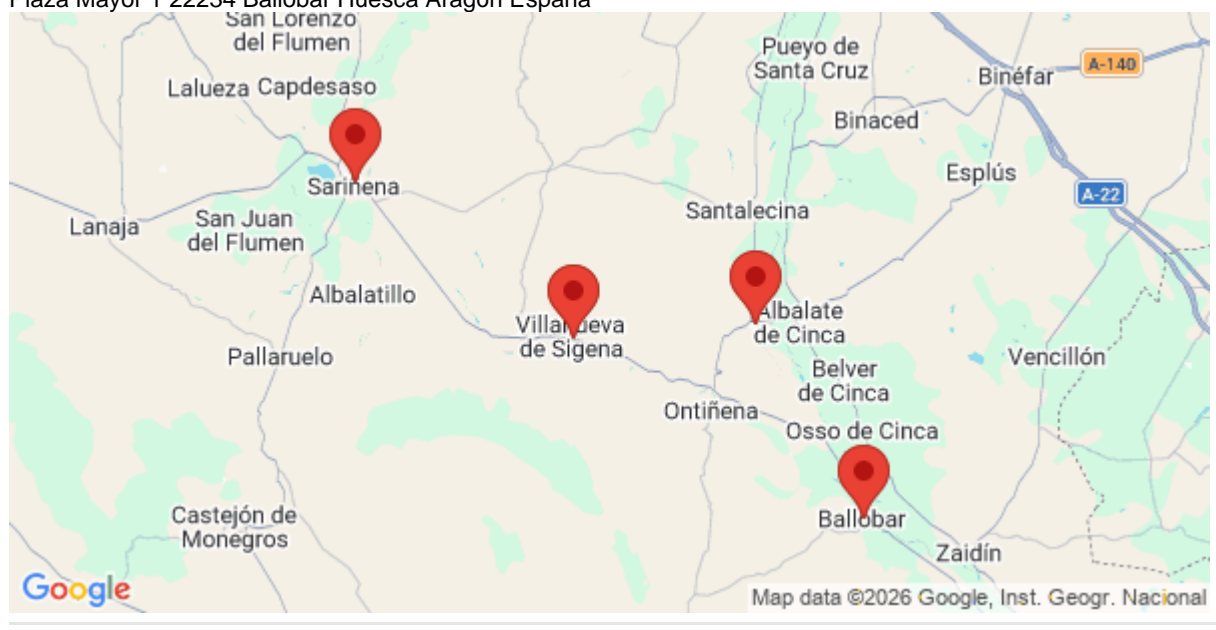 Plaza Mayor 1 22234 Ballobar Huesca Aragón España
San Lorenzo
del Flumen
Pueyo de
Santa Cruz
A-140
Binéfar
Lalueza Capdesaso
Binaced
Esplús
A-22
Sariñena
Santalecina
Lanaja
San Juan
del Flumen
Albalatillo
Villanueva
de Sigena
Albalate
de Cinca
Pallaruelo
Vencillón
Belver
de Cinca
Ontiñena
Osso de Cinca
Castejón de
Monegros
Ballobar
Zaidín
Google
Map data ©2026 Google, Inst. Geogr. Nacional